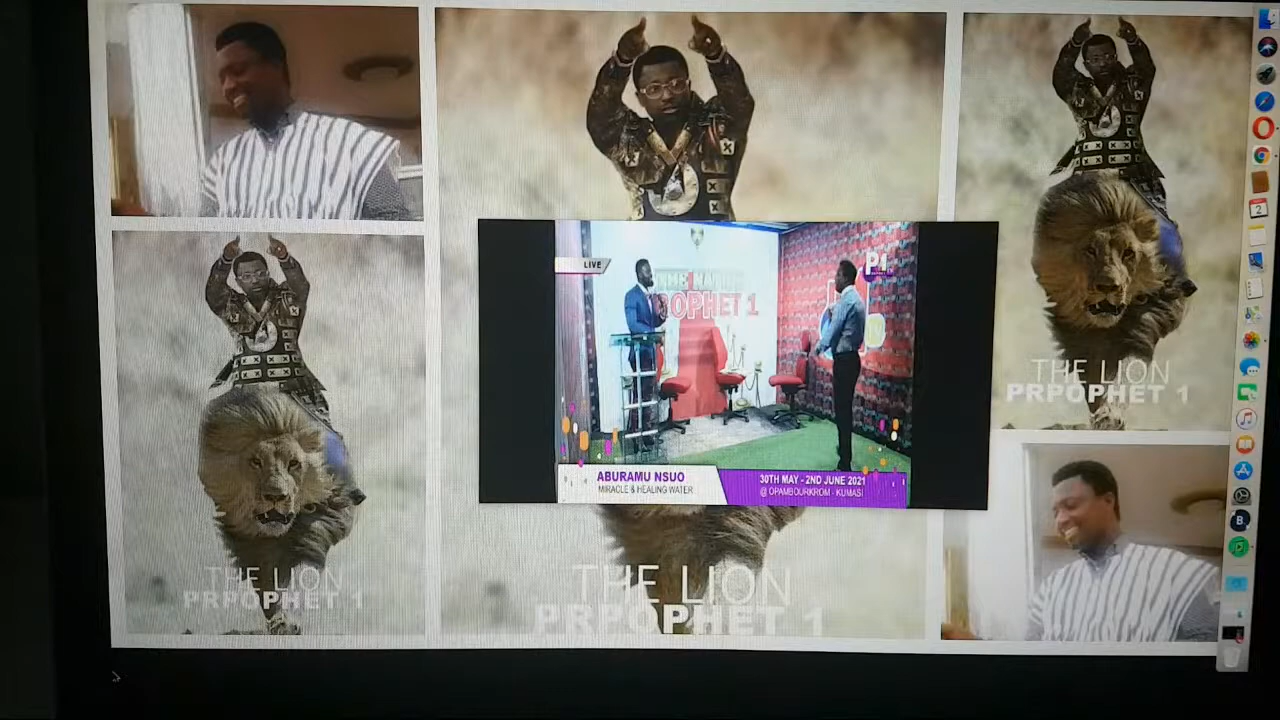 THE LION
PRPOPHET 1
LIVE
P1
PROPHET 1
ABURAMU NSUO
MIRACLE & HEALING WATER
30TH MAY - 2ND JUNE 2021
@ OPAMBOURKROM - KUMASI
THE LION
PRPOPHET 1
THE LION
PRPOPHET 1
2